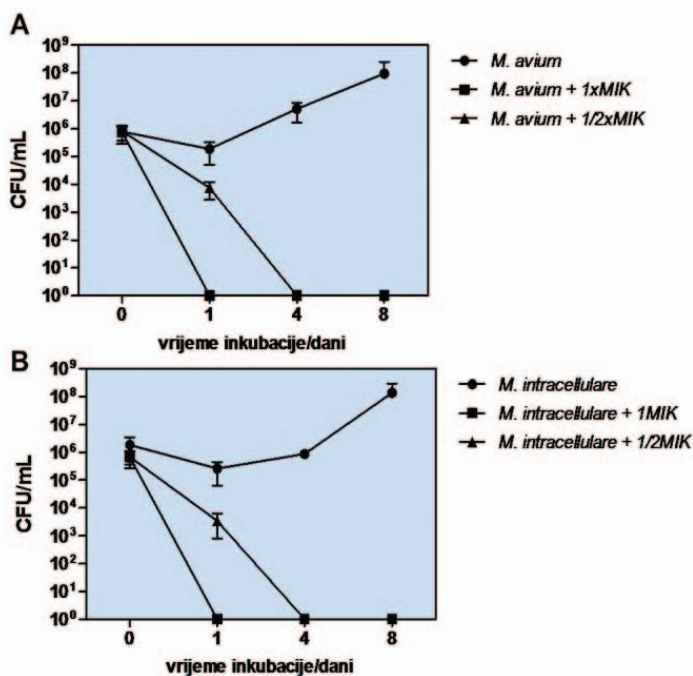 A
10⁹
10⁸
10⁷
10⁶
10⁵
10⁴
10³
10²
10¹
10⁰
CFU/mL
0 1 4 8
vrijeme inkubacije/dani
M. avium
M. avium + 1xMIK
M. avium + 1/2xMIK
B
10⁹
10⁸
10⁷
10⁶
10⁵
10⁴
10³
10²
10¹
10⁰
CFU/mL
0 1 4 8
vrijeme inkubacije/dani
M. intracellulare
M. intracellulare + 1MIK
M. intracellulare + 1/2MIK